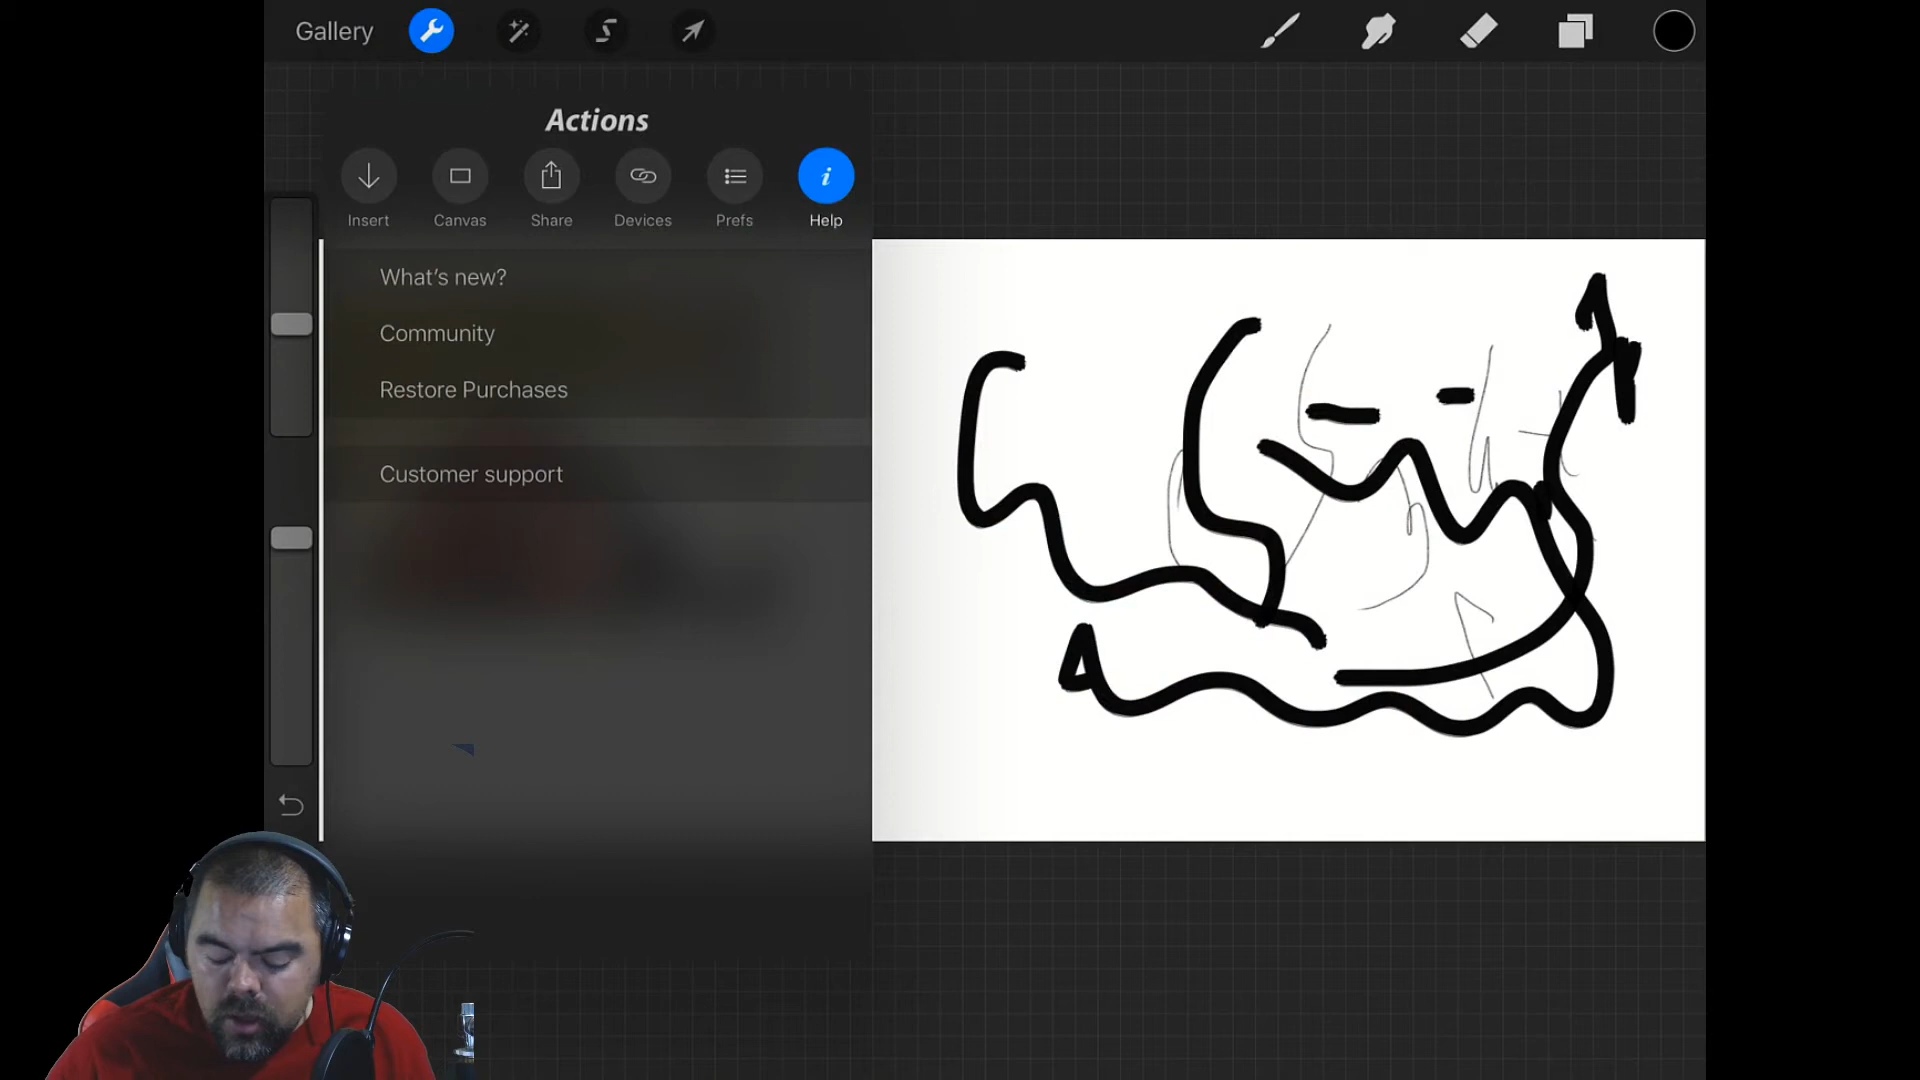 Gallery
Actions
Insert Canvas Share Devices Prefs Help
What's new?
Community
Restore Purchases
Customer support